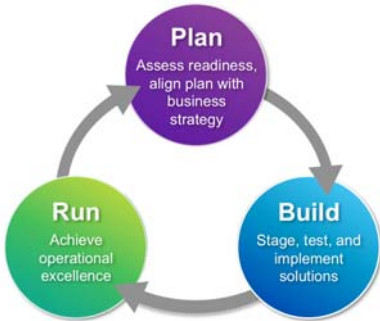 Plan
Assess readiness,
align plan with
business
strategy
Run
Achieve
operational
excellence
Build
Stage, test, and
implement
solutions